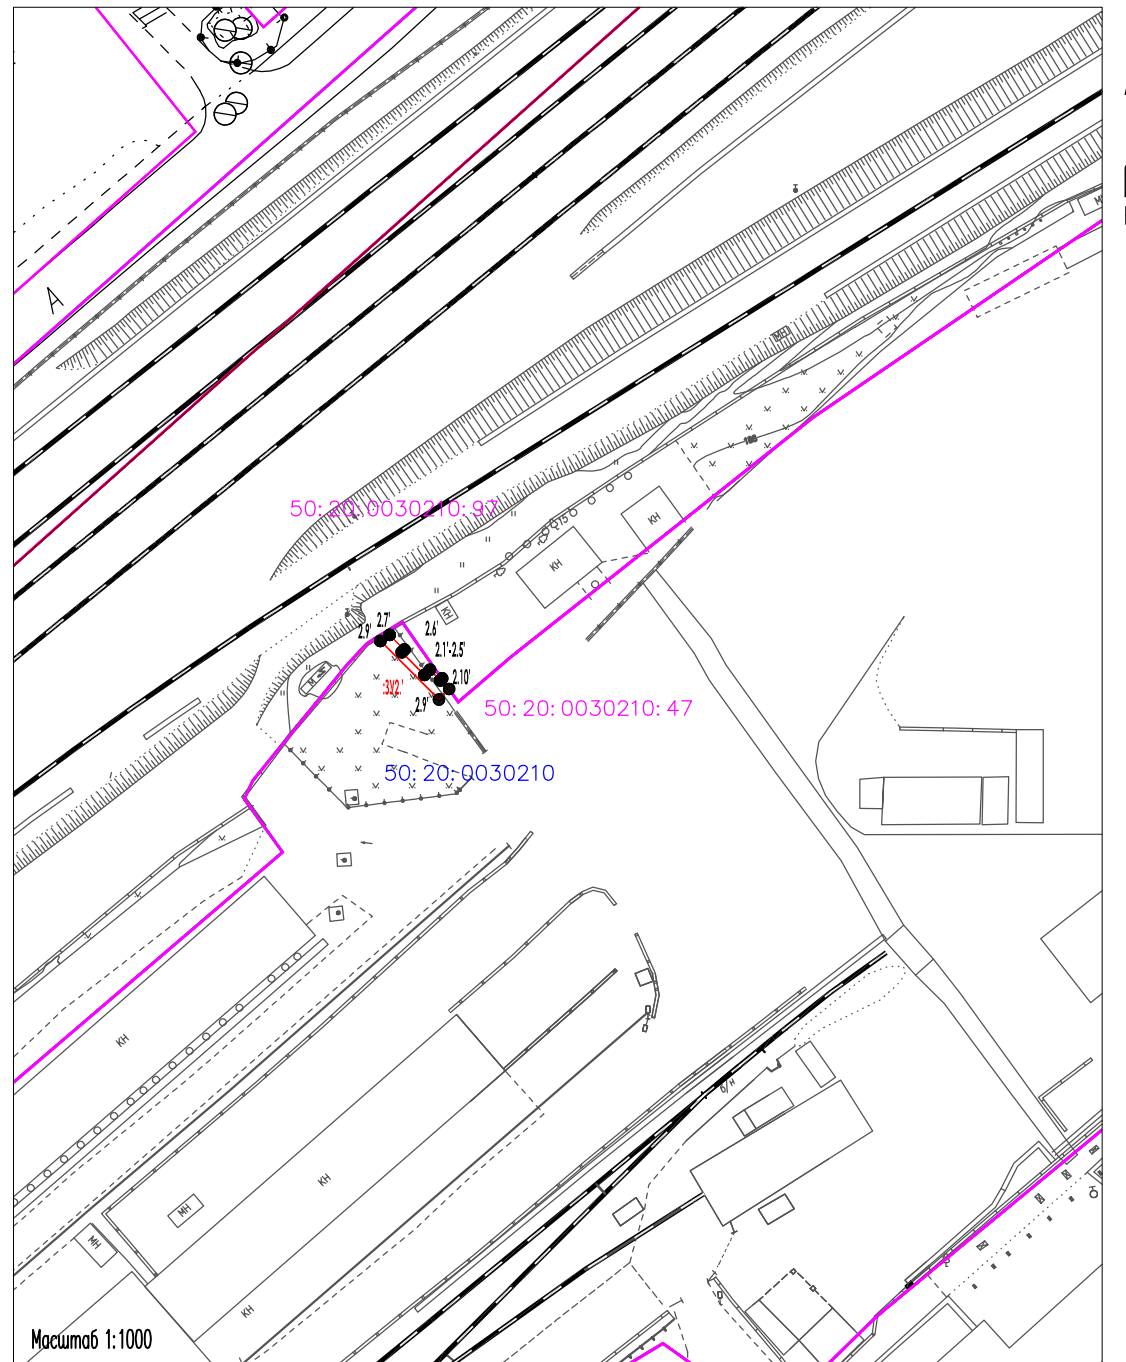 А
МН
188
50:20:0030210:97
КН
КН
КН
2.7'
2.9'
2.6'
2.1'-2.5'
2.10'
:ЗУ2'
2.9'
М
50:20:0030210:47
50:20:0030210
КН
б/н
КН
МН
МН
КН
Масштаб 1:1000